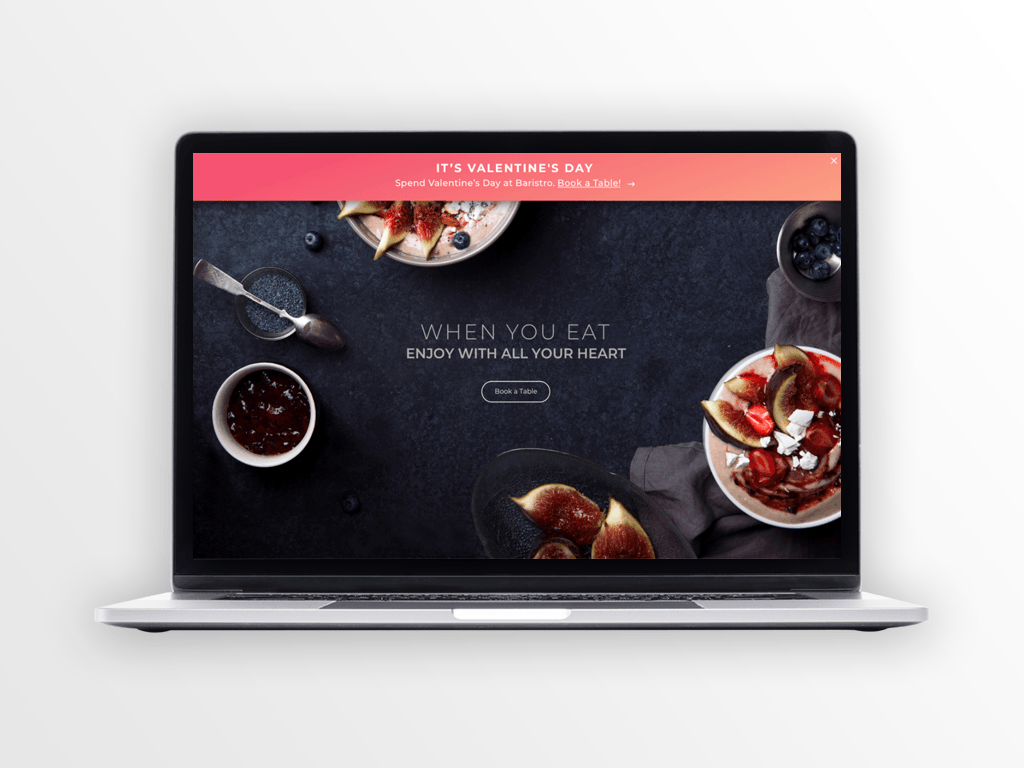 IT'S VALENTINE'S DAY
X
Spend Valentine's Day at Baristro. Book a Table! →
WHEN YOU EAT
ENJOY WITH ALL YOUR HEART
Book a Table